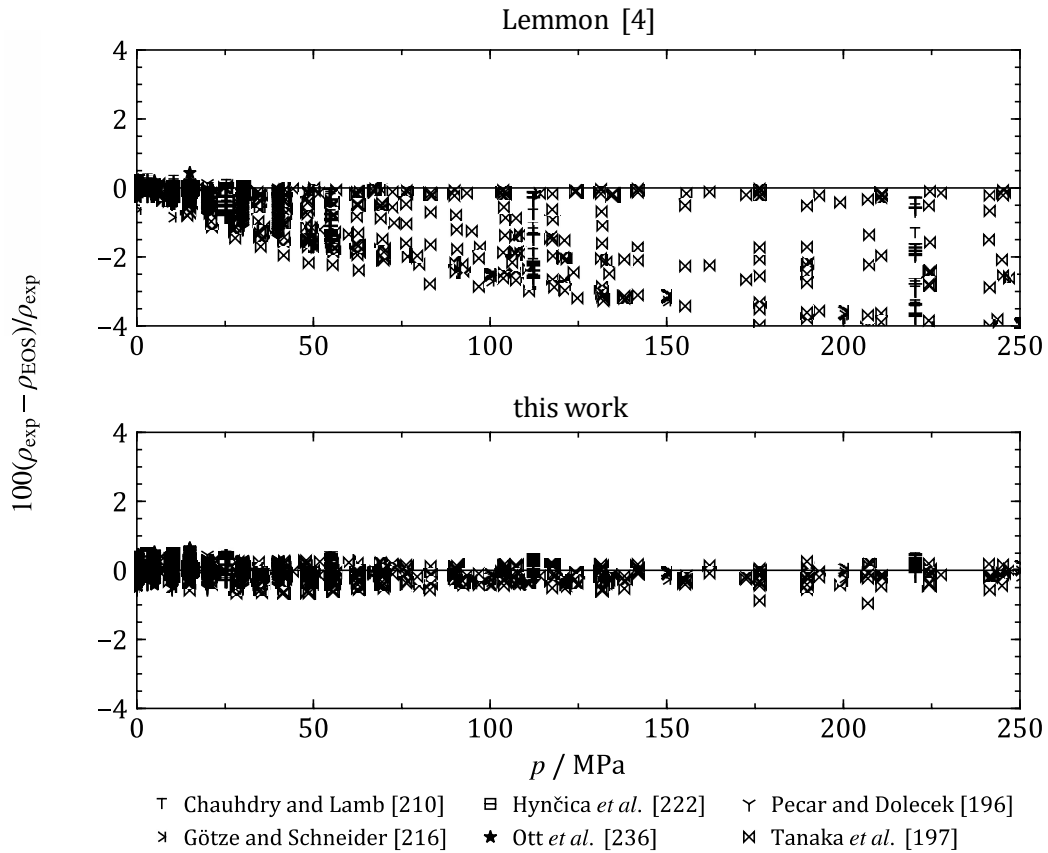 Lemmon [4]
4
2
0
−2
−4
0 50 100 150 200 250
100(ρexp − ρEOS)/ρexp
this work
4
2
0
−2
−4
0 50 100 150 200 250
p / MPa
Chauhdry and Lamb [210] Hynčica et al. [222] Pecar and Dolecek [196]
Götze and Schneider [216] Ott et al. [236] Tanaka et al. [197]